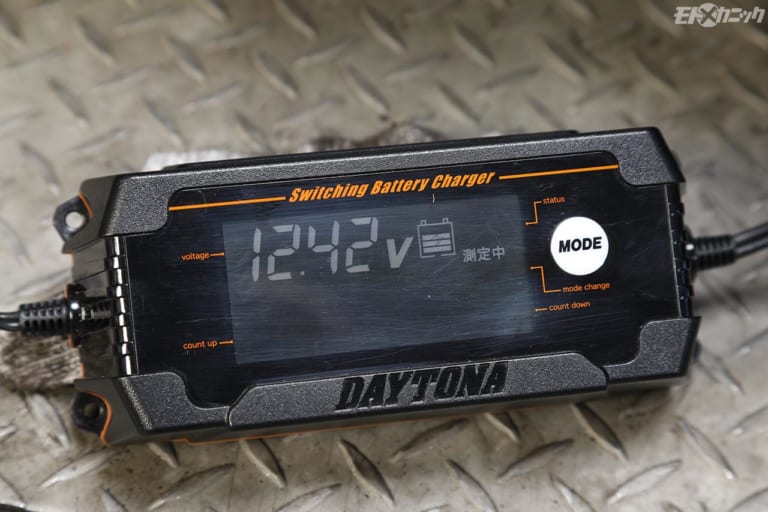 モトメカニック
Switching Battery Charger
status
voltage
12.42 V
測定中
MODE
mode change
count down
count up
DAYTONA